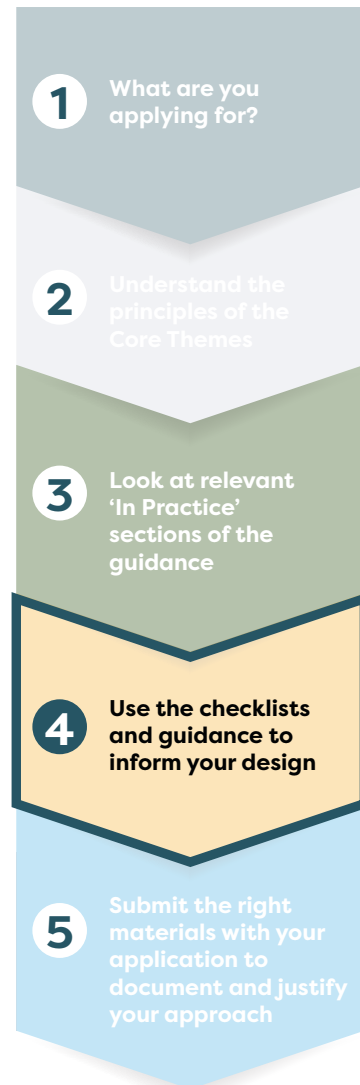 1
What are you
applying for?
2
Understand the
principles of the
Core Themes
3
Look at relevant
‘In Practice’
sections of the
guidance
4
Use the checklists
and guidance to
inform your design
5
Submit the right
materials with your
application to
document and justify
your approach